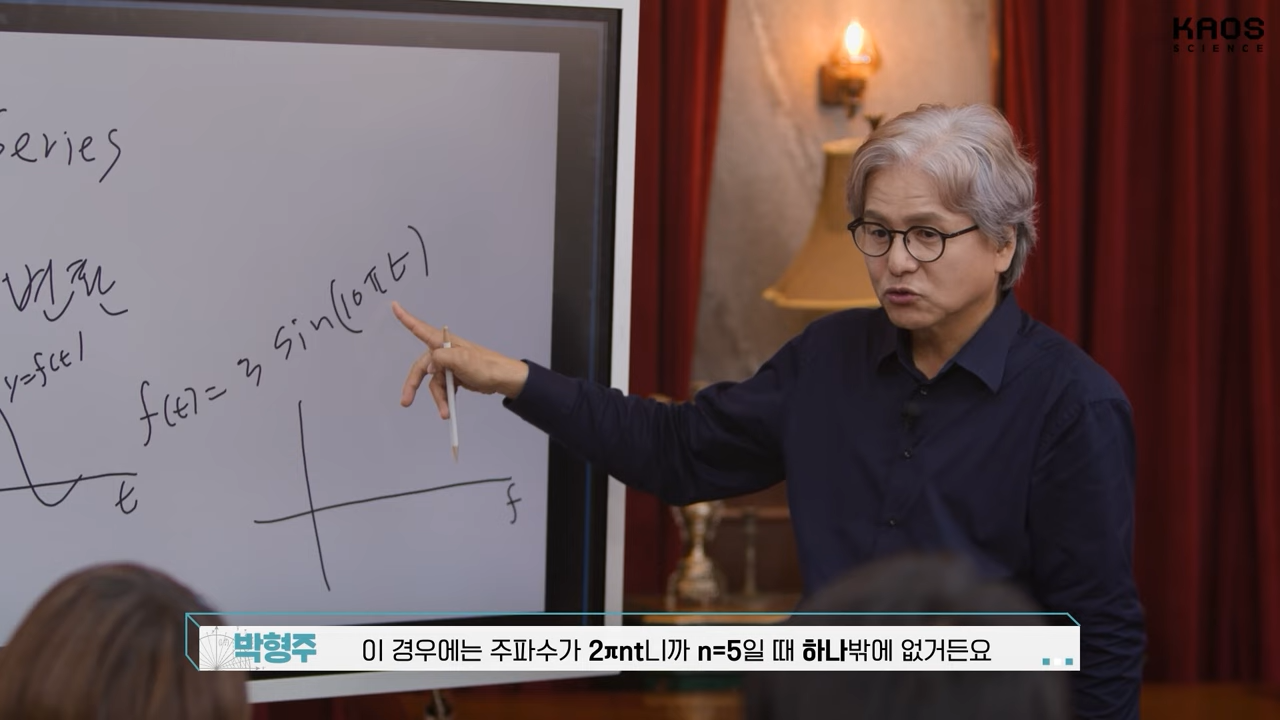 KAOS
SCIENCE
Series
변환
y=f(t)
t
f(t)= 3 sin(10πt)
f
박형주
이 경우에는 주파수가 2πnt니까 n=5일 때 하나밖에 없거든요